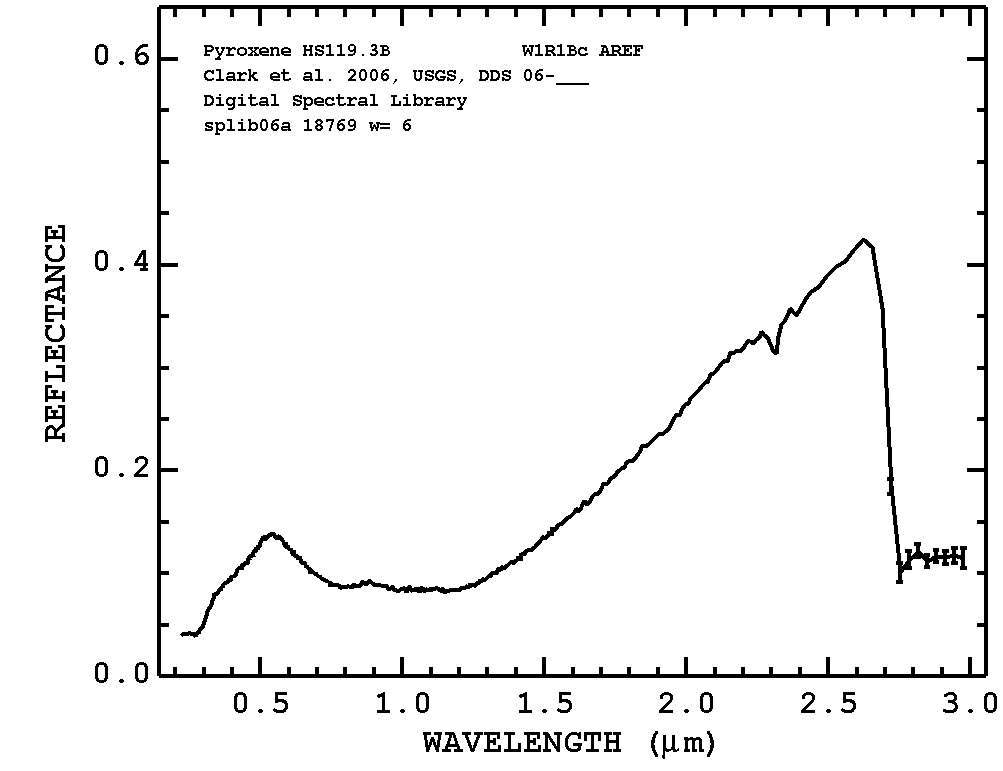 Pyroxene HS119.3B W1R1Bc AREF
Clark et al. 2006, USGS, DDS 06-___
Digital Spectral Library
splib06a 18769 w= 6
REFLECTANCE
0.6
0.4
0.2
0.0
0.5 1.0 1.5 2.0 2.5 3.0
WAVELENGTH (μm)